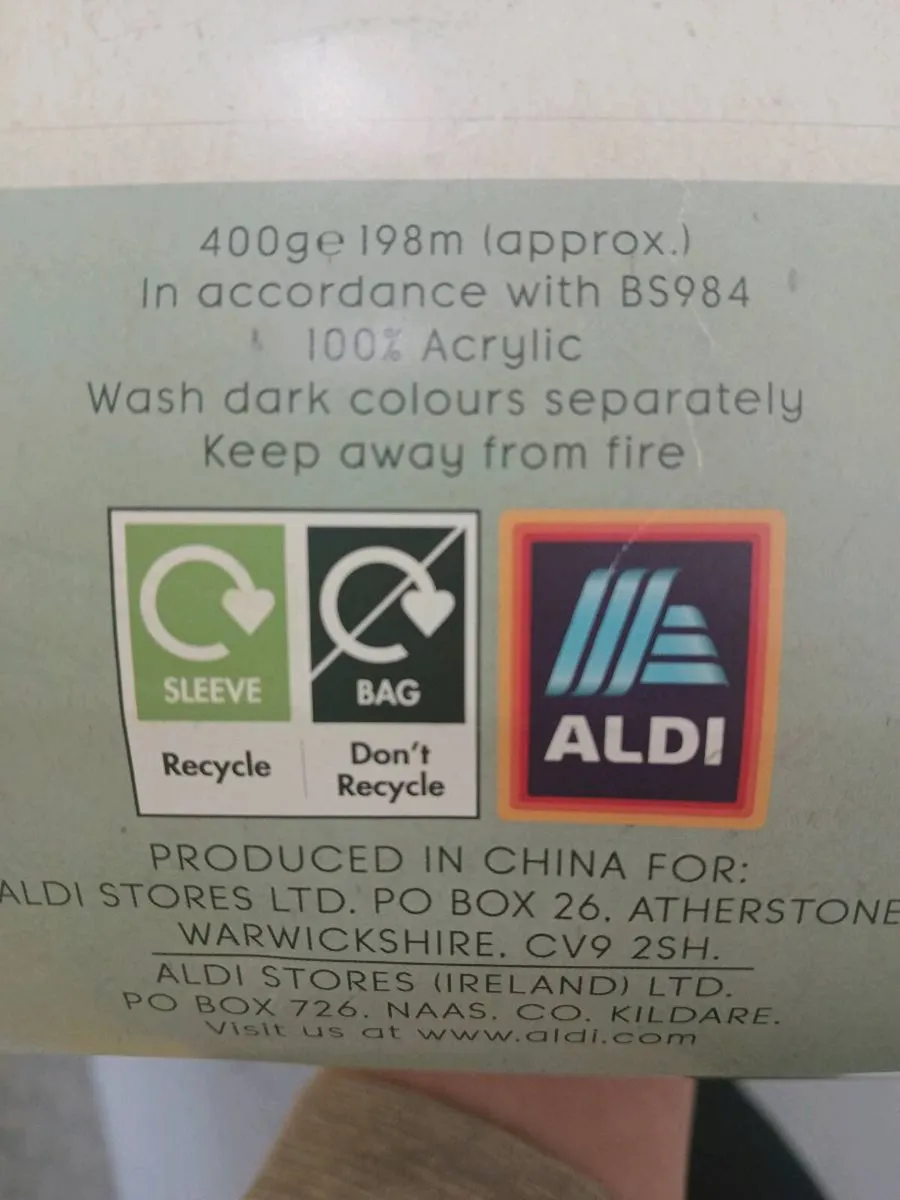 400g℮ 198m (approx.)
In accordance with BS984
100% Acrylic
Wash dark colours separately
Keep away from fire
SLEEVE
Recycle
BAG
Don't
Recycle
ALDI
PRODUCED IN CHINA FOR:
ALDI STORES LTD. PO BOX 26. ATHERSTONE
WARWICKSHIRE. CV9 2SH.
ALDI STORES (IRELAND) LTD.
PO BOX 726. NAAS. CO. KILDARE.
Visit us at www.aldi.com